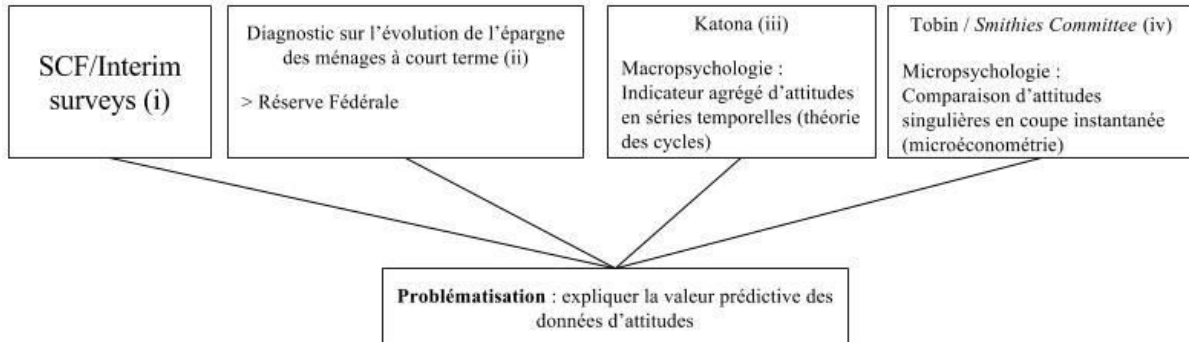 SCF/Interim
surveys (i)
Diagnostic sur l’évolution de l’épargne
des ménages à court terme (ii)
> Réserve Fédérale
Katona (iii)
Macropsychologie :
Indicateur agrégé d’attitudes
en séries temporelles (théorie
des cycles)
Tobin / Smithies Committee (iv)
Micropsychologie :
Comparaison d’attitudes
singulières en coupe instantanée
(microéconométrie)
Problématisation : expliquer la valeur prédictive des
données d’attitudes